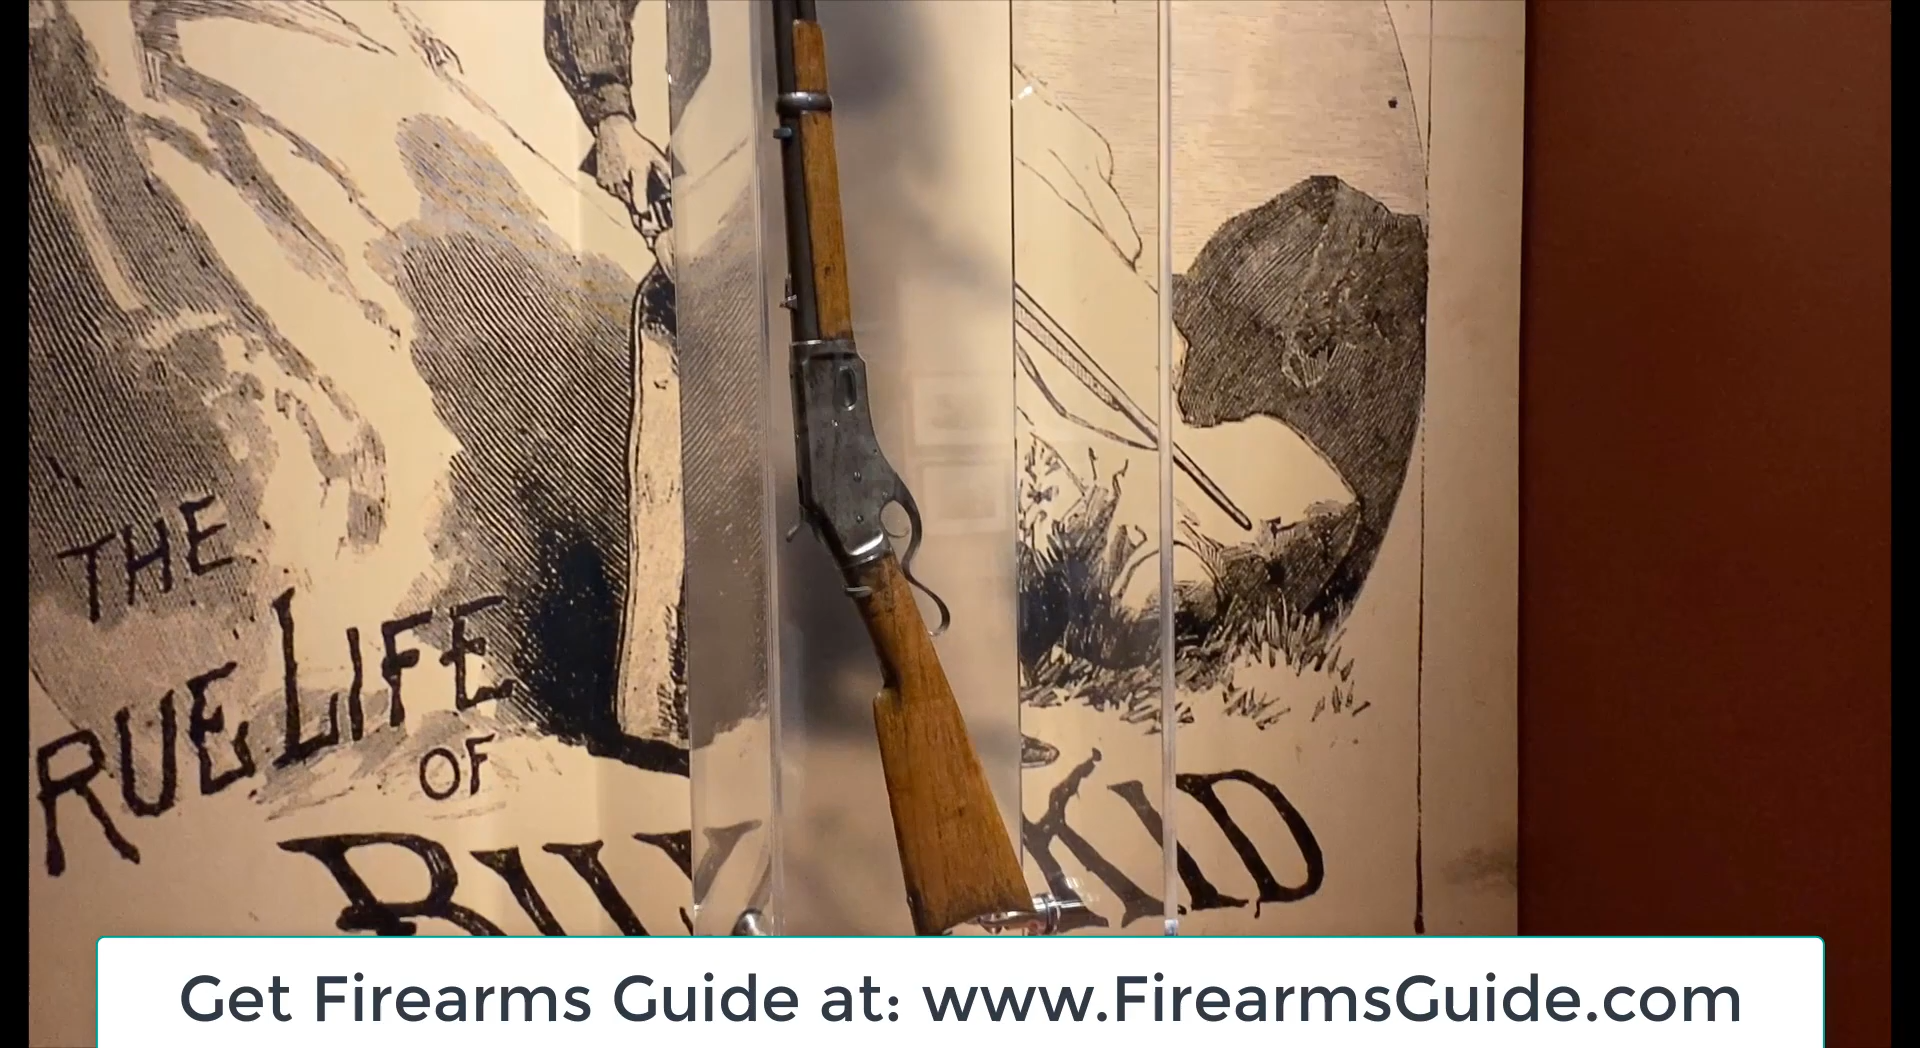 THE
RUE LIFE
OF
KID
Get Firearms Guide at: www.FirearmsGuide.com